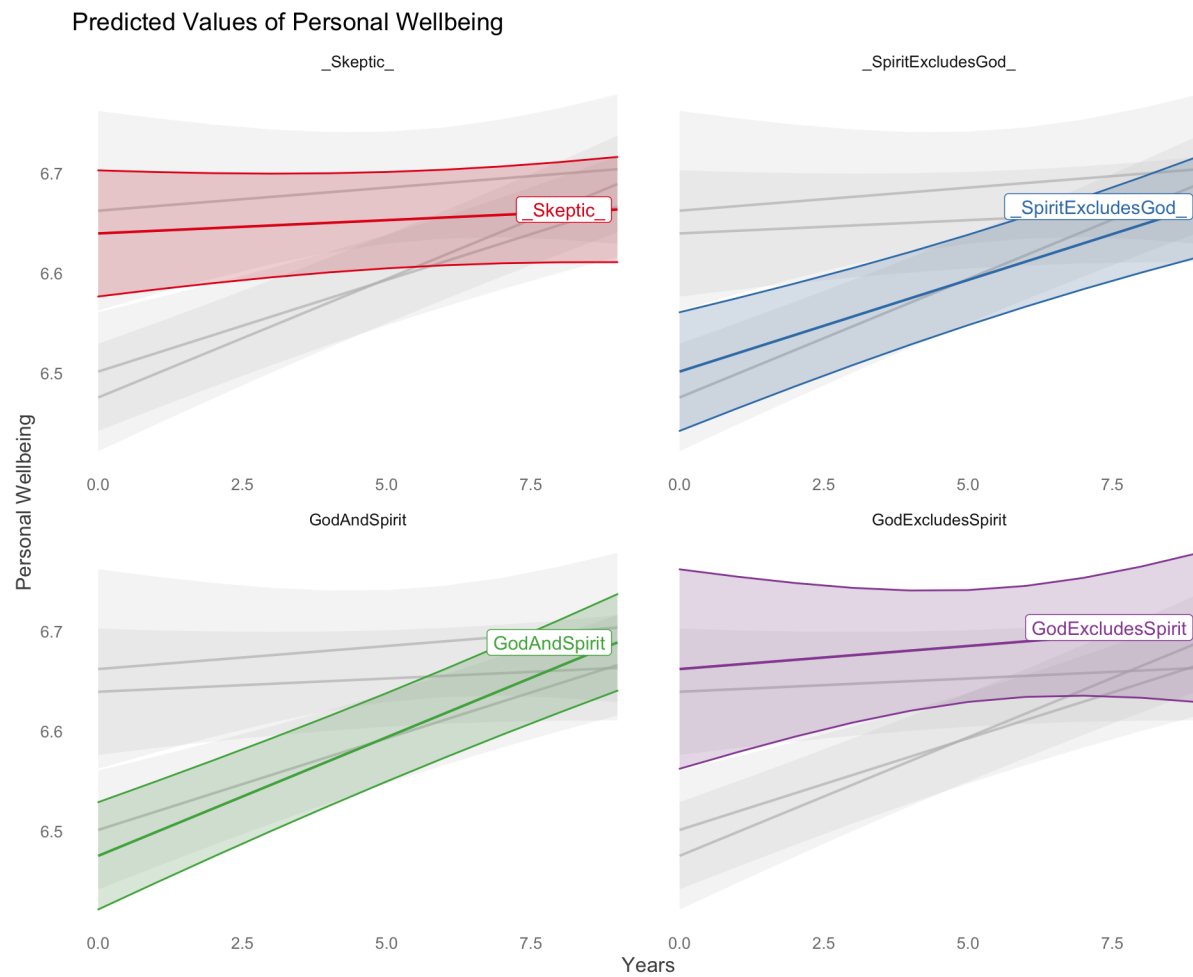 Predicted Values of Personal Wellbeing
_Skeptic_
_SpiritExcludesGod_
6.7
6.6
6.5
_Skeptic_
_SpiritExcludesGod_
0.0 2.5 5.0 7.5
0.0 2.5 5.0 7.5
Personal Wellbeing
GodAndSpirit
GodExcludesSpirit
6.7
6.6
6.5
GodAndSpirit
GodExcludesSpirit
0.0 2.5 5.0 7.5
0.0 2.5 5.0 7.5
Years